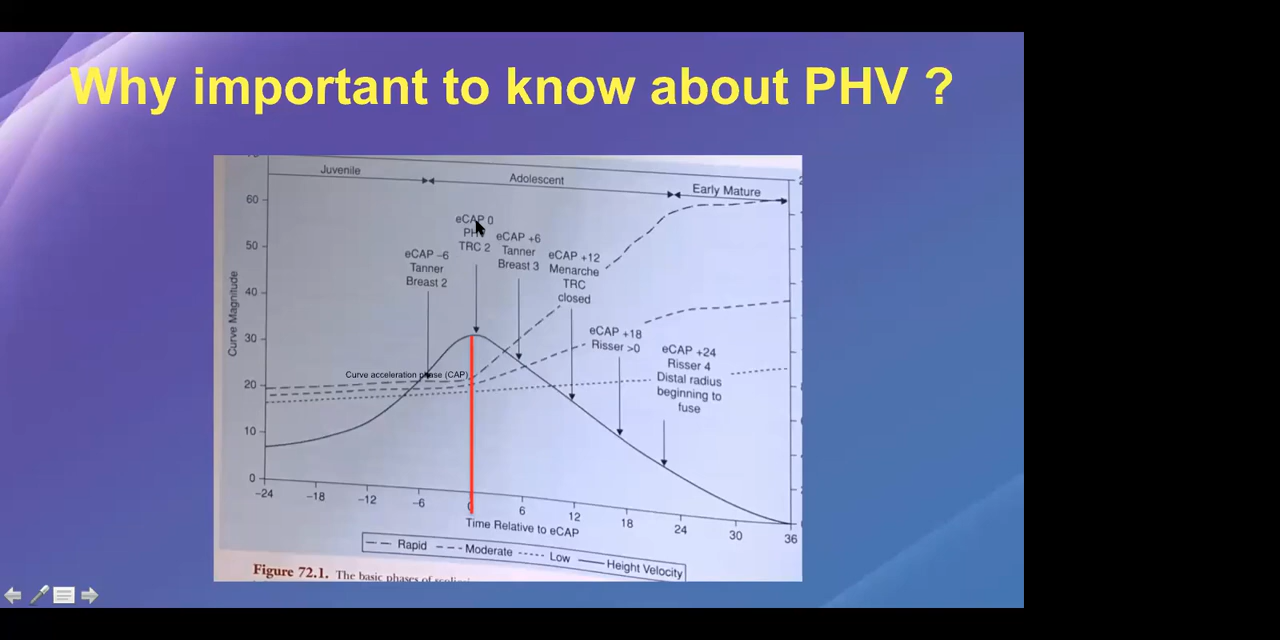 Why important to know about PHV ?
Juvenile
Adolescent
Early Mature
60
50
40
30
20
10
0
Curve Magnitude
eCAP –6
Tanner
Breast 2
eCAP 0
TRC 2
eCAP +6
Tanner
Breast 3
eCAP +12
Menarche
TRC
closed
eCAP +18
Risser >0
eCAP +24
Risser 4
Distal radius
beginning to
fuse
Curve acceleration phase (CAP)
–24 –18 –12 –6 0 6 12 18 24 30 36
Time Relative to eCAP
Rapid Moderate Low Height Velocity
Figure 72.1. The basic phases of